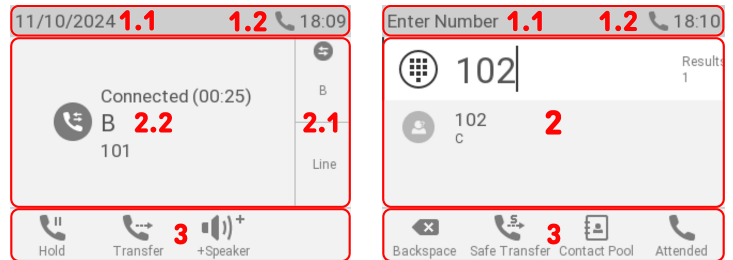 11/10/2024 1.1 1.2 18:09
Connected (00:25)
B 2.2
101
B
2.1
Line
Hold Transfer 3 +Speaker
Enter Number 1.1 1.2 18:10
102 Results
1
102 2
C
Backspace Safe Transfer 3 Contact Pool Attended